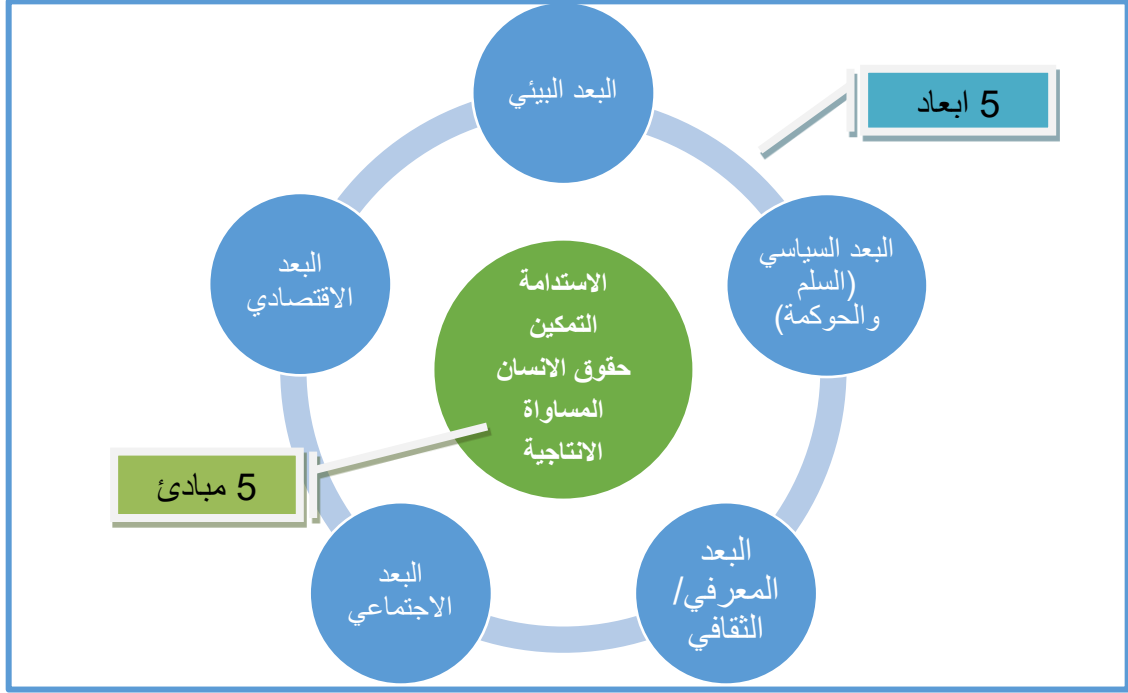 البعد البيئي
5 ابعاد
البعد السياسي
(السلم
والحوكمة)
البعد
الاقتصادي
الاستدامة
التمكين
حقوق الانسان
المساواة
الانتاجية
5 مبادئ
البعد
المعرفي/
الثقافي
البعد
الاجتماعي